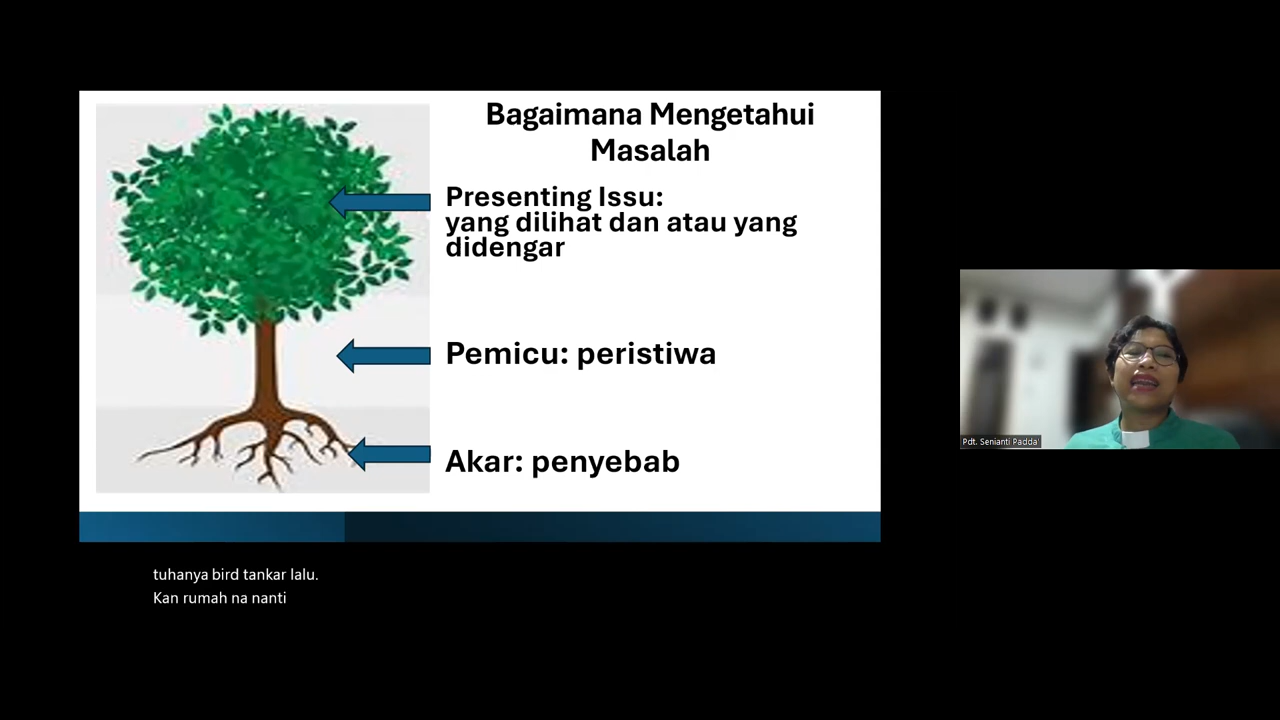 Bagaimana Mengetahui
Masalah
Presenting Issu:
yang dilihat dan atau yang
didengar
Pemicu: peristiwa
Akar: penyebab
Pdt. Senianti Padda'
tuhanya bird tankar lalu.
Kan rumah na nanti